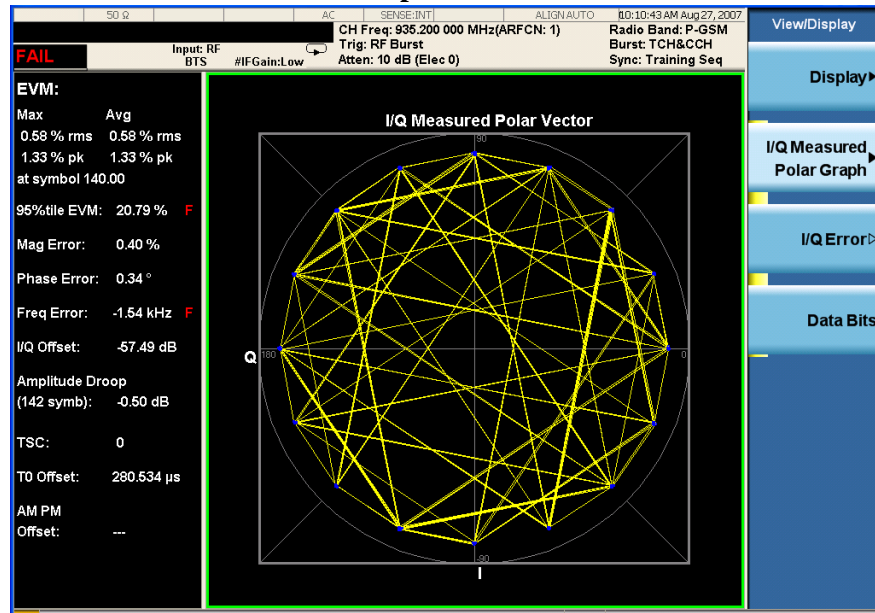 50 Ω AC SENSE:INT ALIGN AUTO 10:10:43 AM Aug 27, 2007
View/Display
CH Freq: 935.200 000 MHz(ARFCN: 1) Radio Band: P-GSM
FAIL Input: RF Trig: RF Burst Burst: TCH&CCH
BTS #IFGain:Low Atten: 10 dB (Elec 0) Sync: Training Seq
Display
I/Q Measured
Polar Graph
I/Q Error
Data Bits
EVM:
Max Avg
0.58 % rms 0.58 % rms
1.33 % pk 1.33 % pk
at symbol 140.00
95%tile EVM: 20.79 % F
Mag Error: 0.40 %
Phase Error: 0.34 °
Freq Error: -1.54 kHz F
I/Q Offset: -57.49 dB
Amplitude Droop
(142 symb): -0.50 dB
TSC: 0
T0 Offset: 280.534 µs
AM PM
Offset: ---
I/Q Measured Polar Vector
90
Q 180 0
-90
I